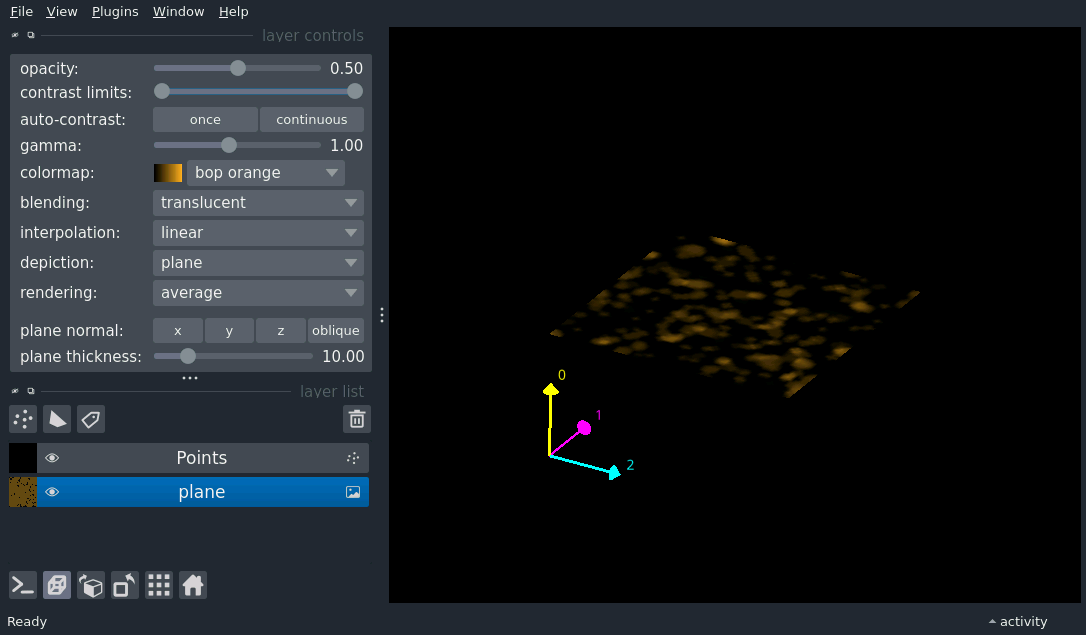 File View Plugins Window Help
layer controls
opacity: 0.50
contrast limits:
auto-contrast: once continuous
gamma: 1.00
colormap: bop orange
blending: translucent
interpolation: linear
depiction: plane
rendering: average
plane normal: x y z oblique
plane thickness: 10.00
layer list
Points
plane
0
1
2
Ready
activity